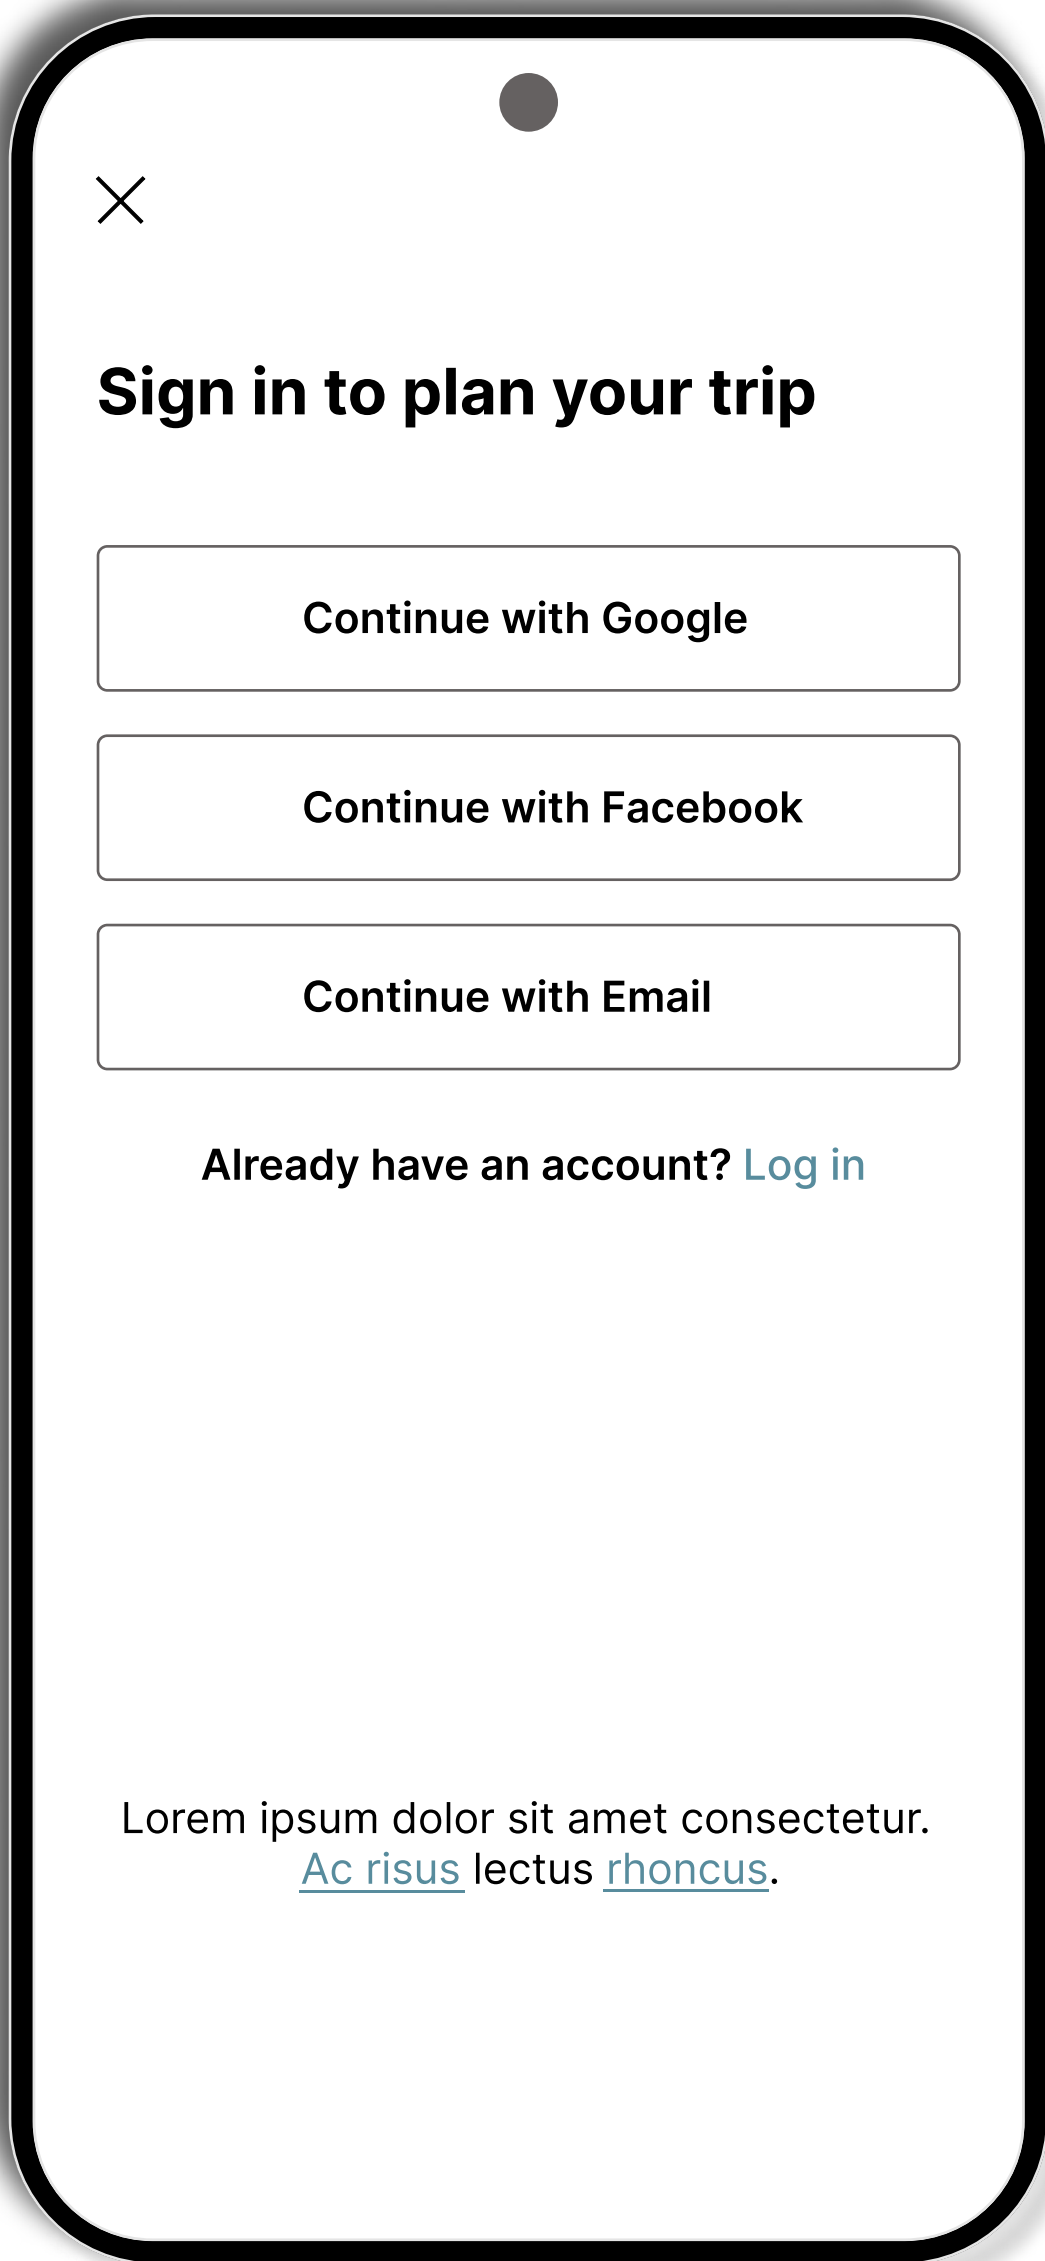 Sign in to plan your trip
Continue with Google
Continue with Facebook
Continue with Email
Already have an account? Log in
Lorem ipsum dolor sit amet consectetur.
Ac risus lectus rhoncus.